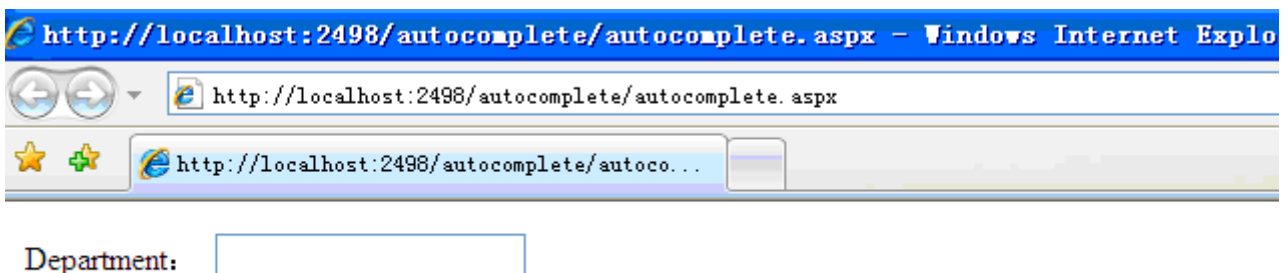 http://localhost:2498/autocomplete/autocomplete.aspx - Windows Internet Explo
http://localhost:2498/autocomplete/autocomplete.aspx
http://localhost:2498/autocomplete/autoco...
Department：